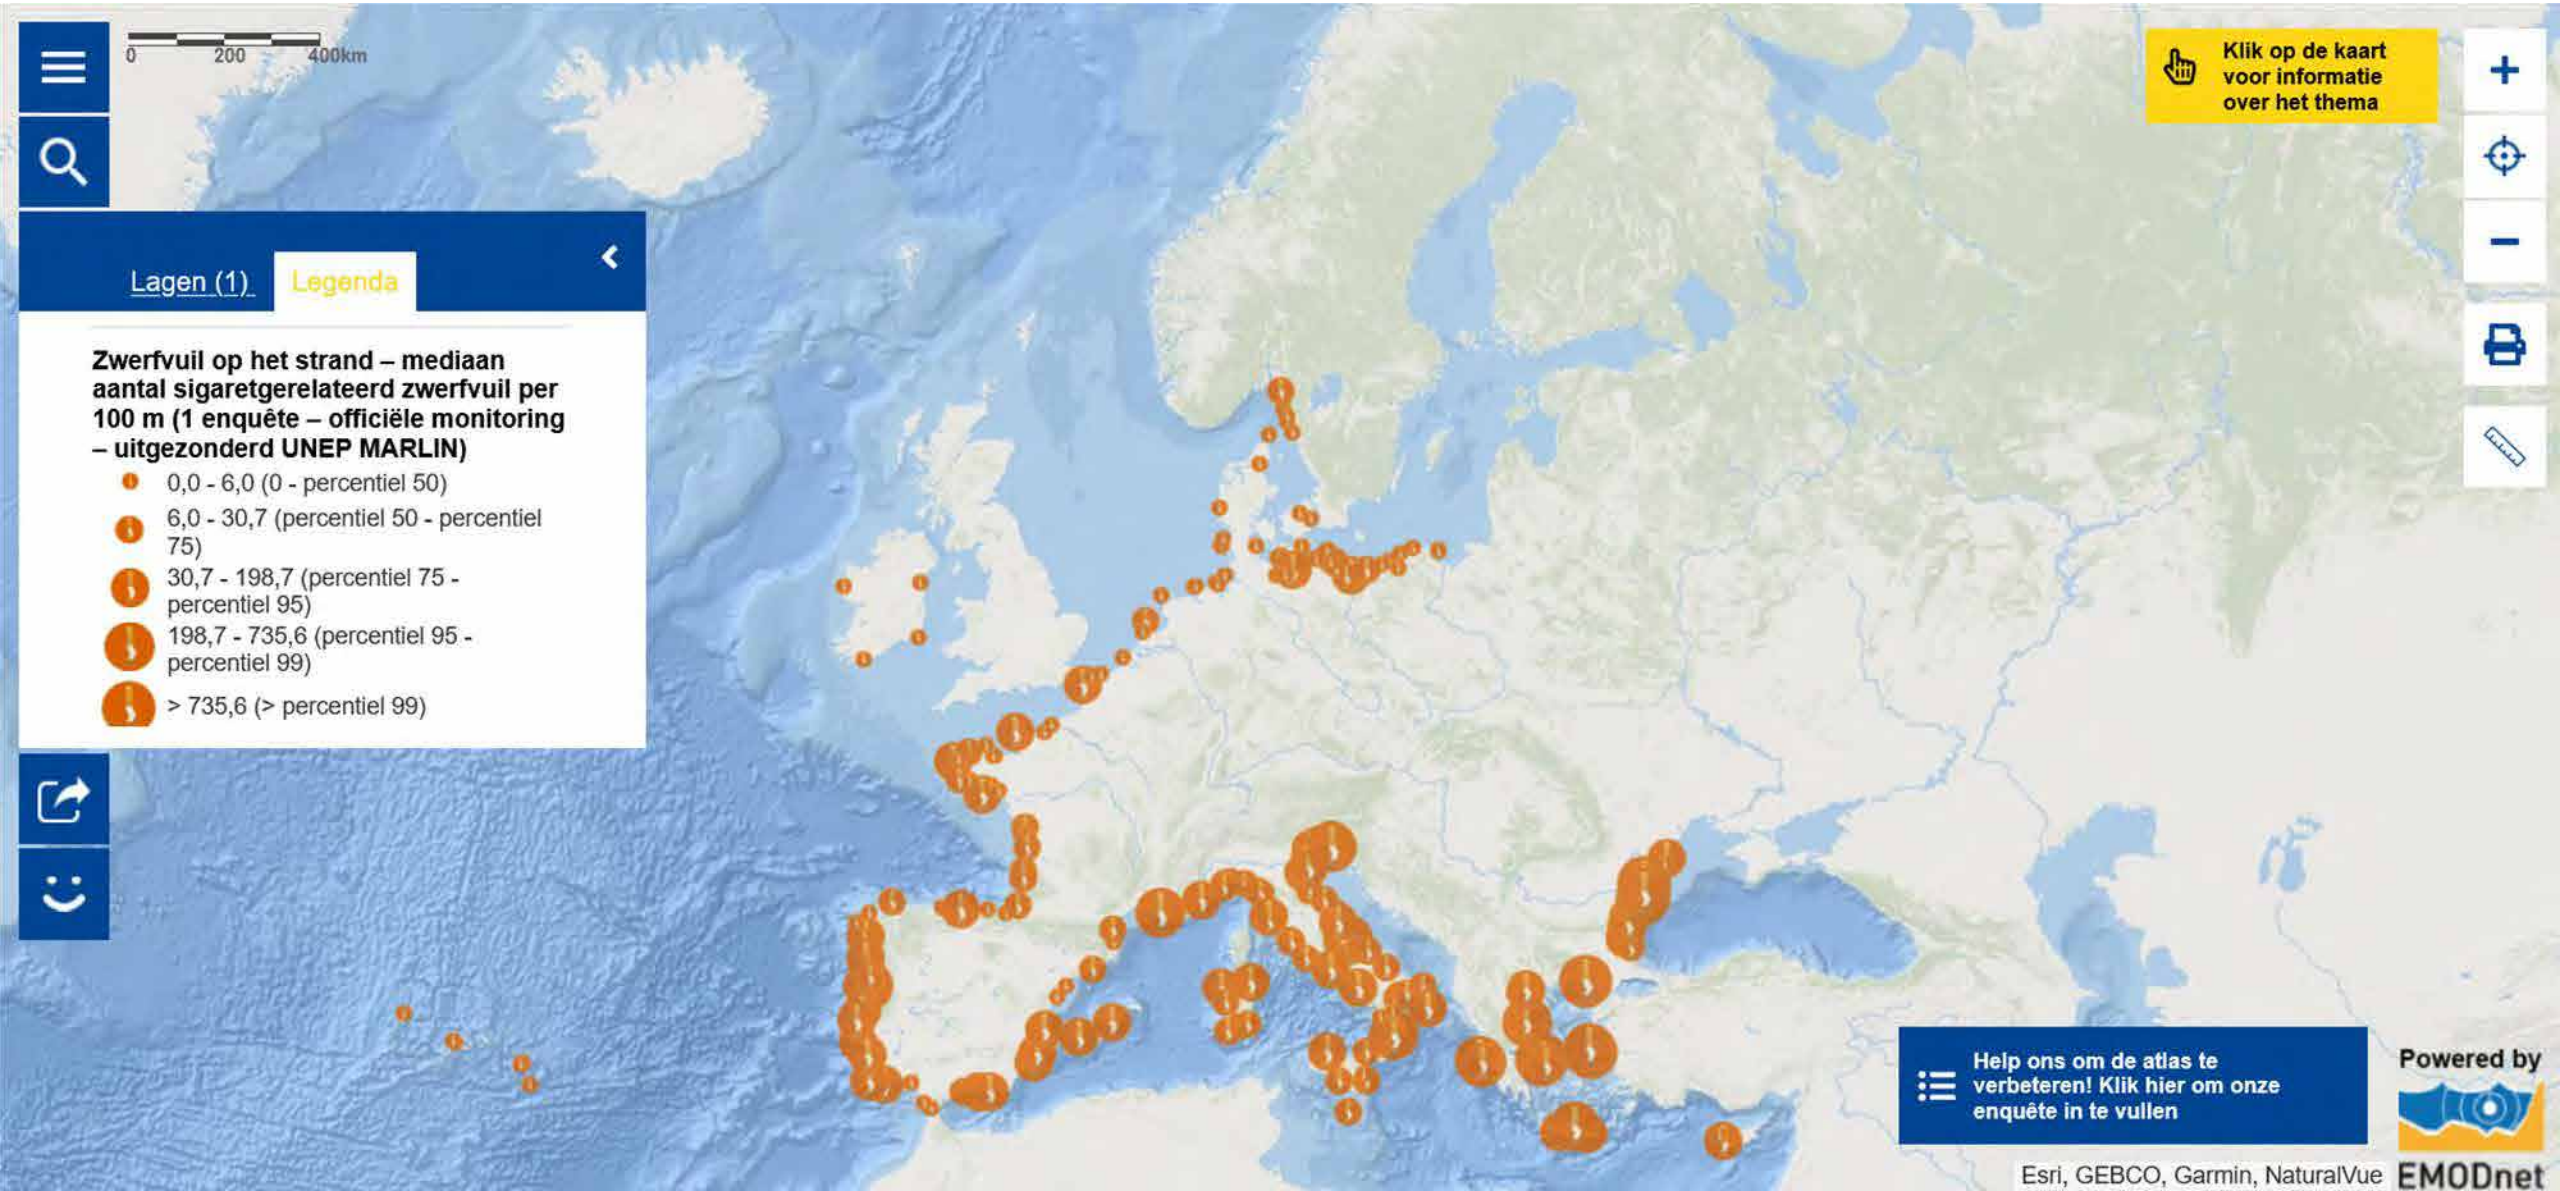 0 200 400km
Klik op de kaart
voor informatie
over het thema
Lagen (1)
Legenda
Zwerfvuil op het strand – mediaan
aantal sigaretgerelateerd zwerfvuil per
100 m (1 enquête – officiële monitoring
– uitgezonderd UNEP MARLIN)
0,0 - 6,0 (0 - percentiel 50)
6,0 - 30,7 (percentiel 50 - percentiel
75)
30,7 - 198,7 (percentiel 75 -
percentiel 95)
198,7 - 735,6 (percentiel 95 -
percentiel 99)
> 735,6 (> percentiel 99)
Help ons om de atlas te
verbeteren! Klik hier om onze
enquête in te vullen
Powered by
EMODnet
Esri, GEBCO, Garmin, NaturalVue